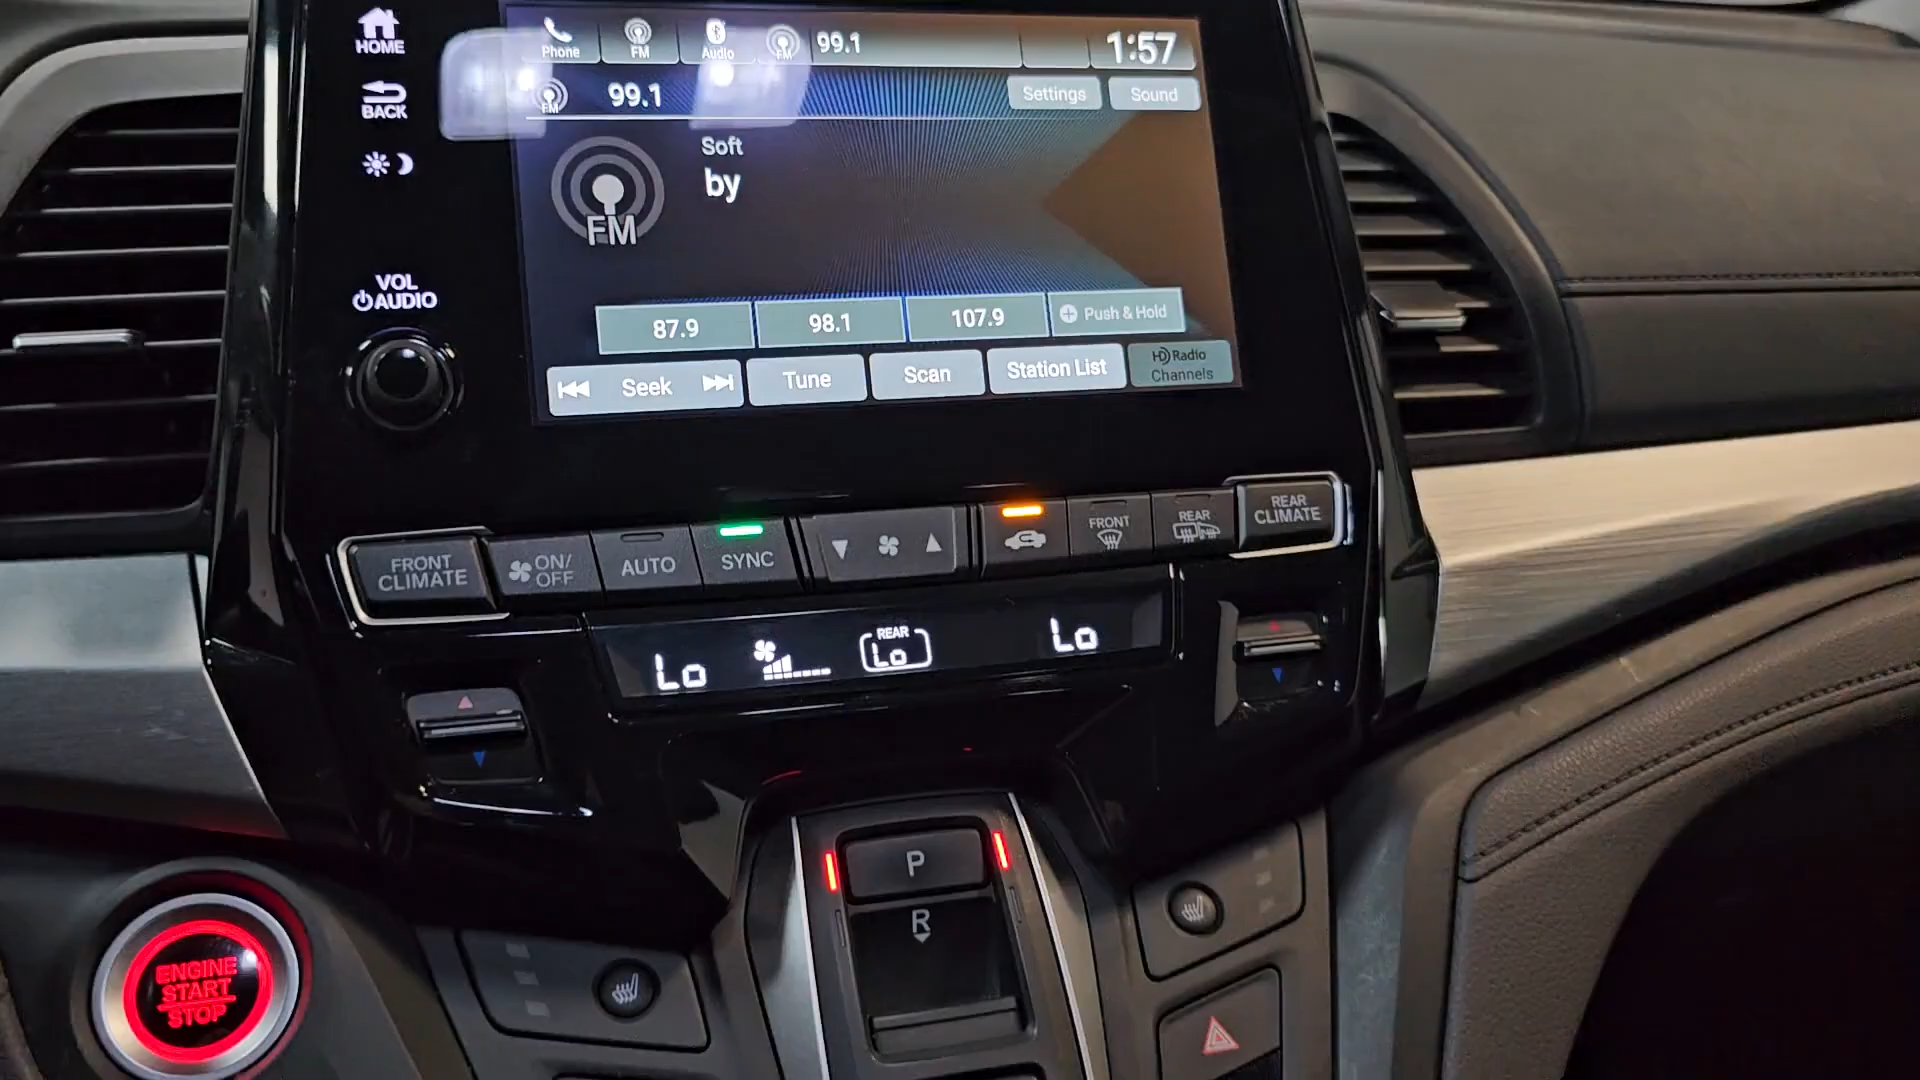 HOME
BACK
VOL
AUDIO
Phone
FM
Audio
FM
99.1
1:57
FM
99.1
Settings
Sound
FM
Soft
by
87.9
98.1
107.9
Push & Hold
Seek
Tune
Scan
Station List
HD Radio
Channels
FRONT
CLIMATE
ON/
OFF
AUTO
SYNC
FRONT
REAR
REAR
CLIMATE
Lo
REAR
Lo
Lo
P
R
ENGINE
START
STOP